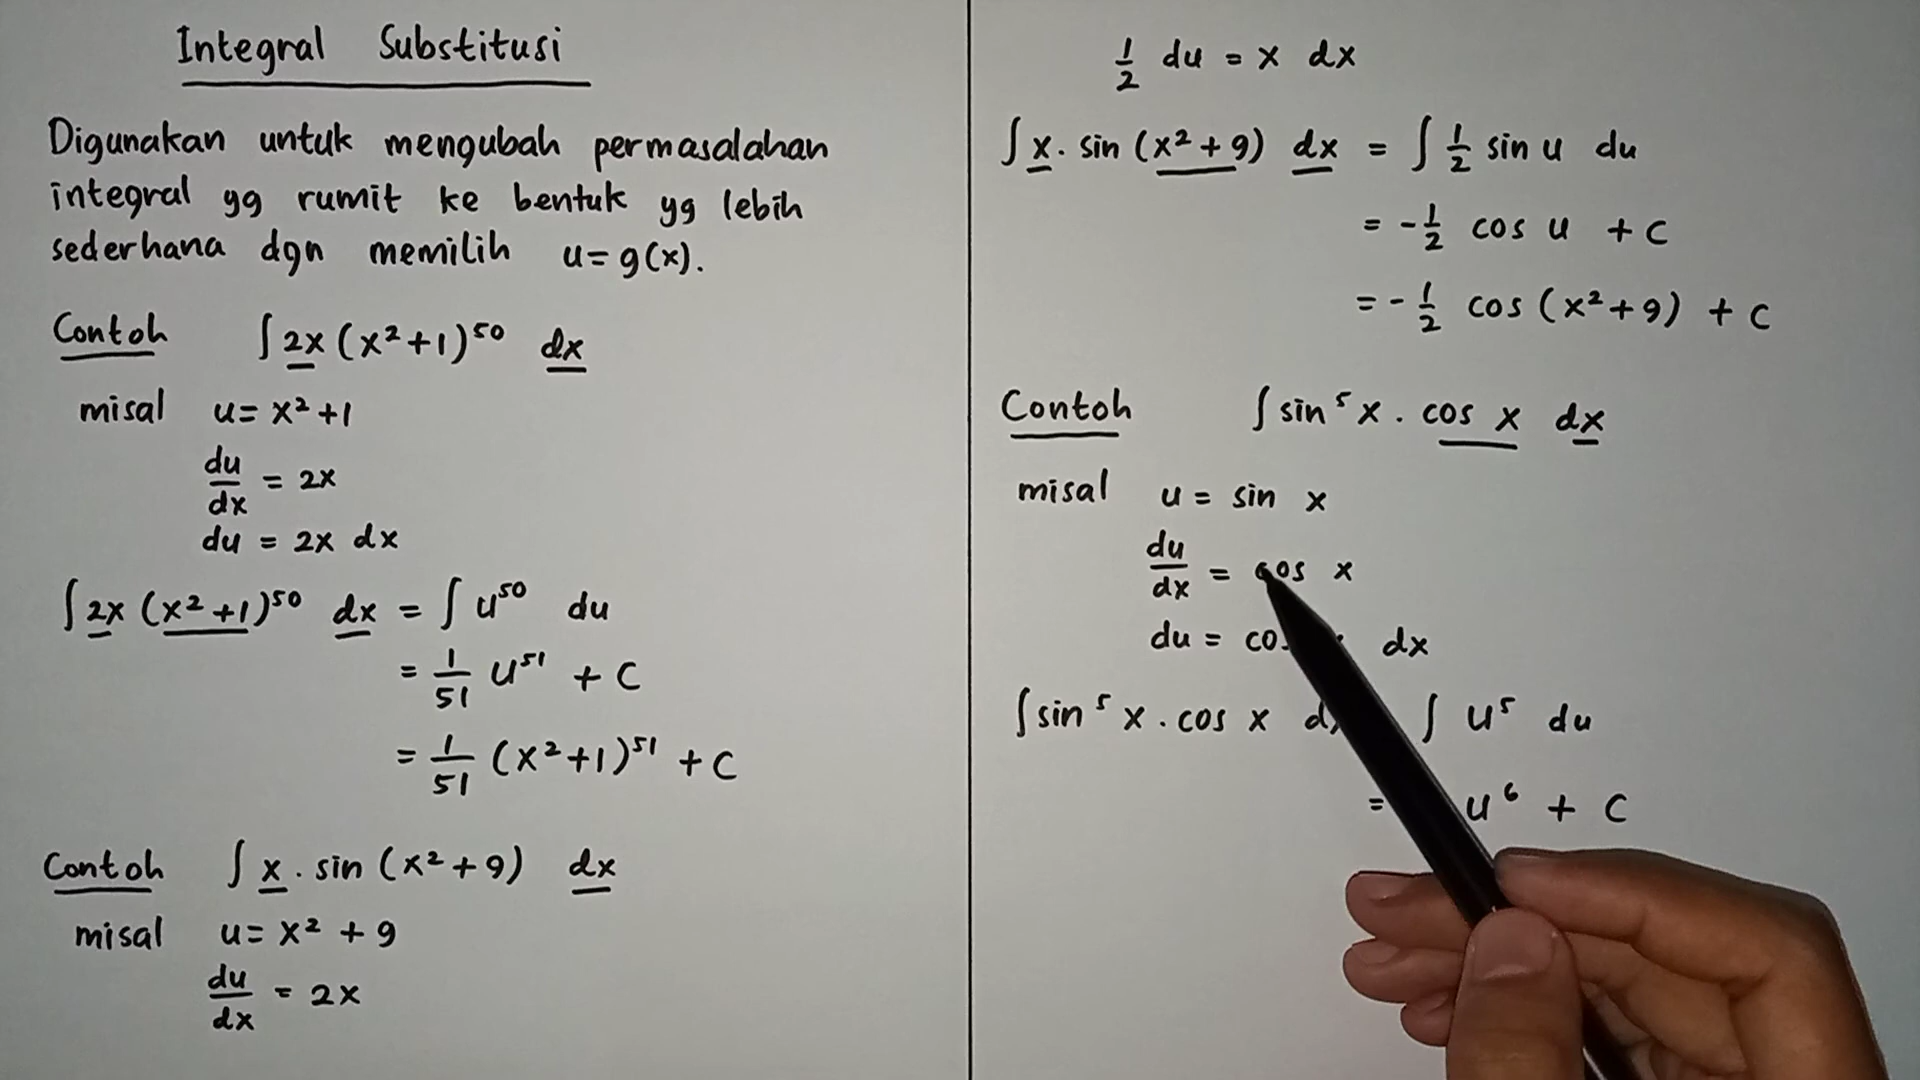 Integral Substitusi
Digunakan untuk mengubah permasalahan
integral yg rumit ke bentuk yg lebih
sederhana dgn memilih u = g(x).
Contoh ∫ 2x (x² + 1)⁵⁰ dx
misal u = x² + 1
du/dx = 2x
du = 2x dx
∫ 2x (x² + 1)⁵⁰ dx = ∫ u⁵⁰ du
= 1/51 u⁵¹ + C
= 1/51 (x² + 1)⁵¹ + C
Contoh ∫ x . sin (x² + 9) dx
misal u = x² + 9
du/dx = 2x
1/2 du = x dx
∫ x . sin (x² + 9) dx = ∫ 1/2 sin u du
= - 1/2 cos u + C
= - 1/2 cos (x² + 9) + C
Contoh ∫ sin⁵ x . cos x dx
misal u = sin x
du/dx = cos x
du = dx
∫ sin⁵ x . cos x ∫ u⁵ du
= u⁶ + C